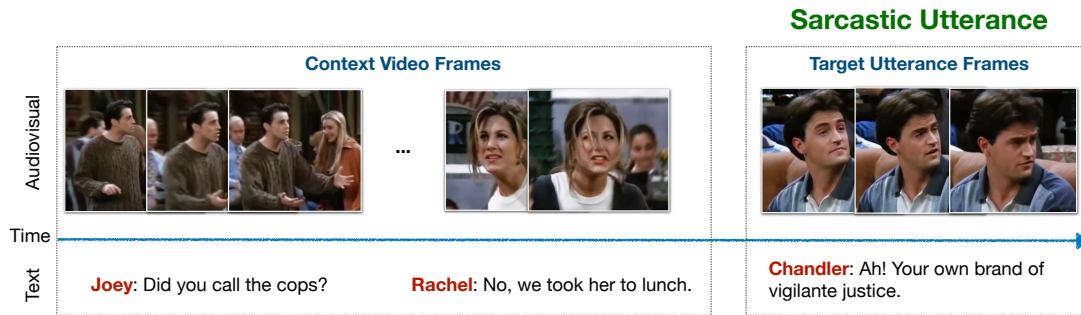 Sarcastic Utterance
Context Video Frames
Target Utterance Frames
Audiovisual
...
Time
Text
Joey: Did you call the cops?
Rachel: No, we took her to lunch.
Chandler: Ah! Your own brand of
vigilante justice.